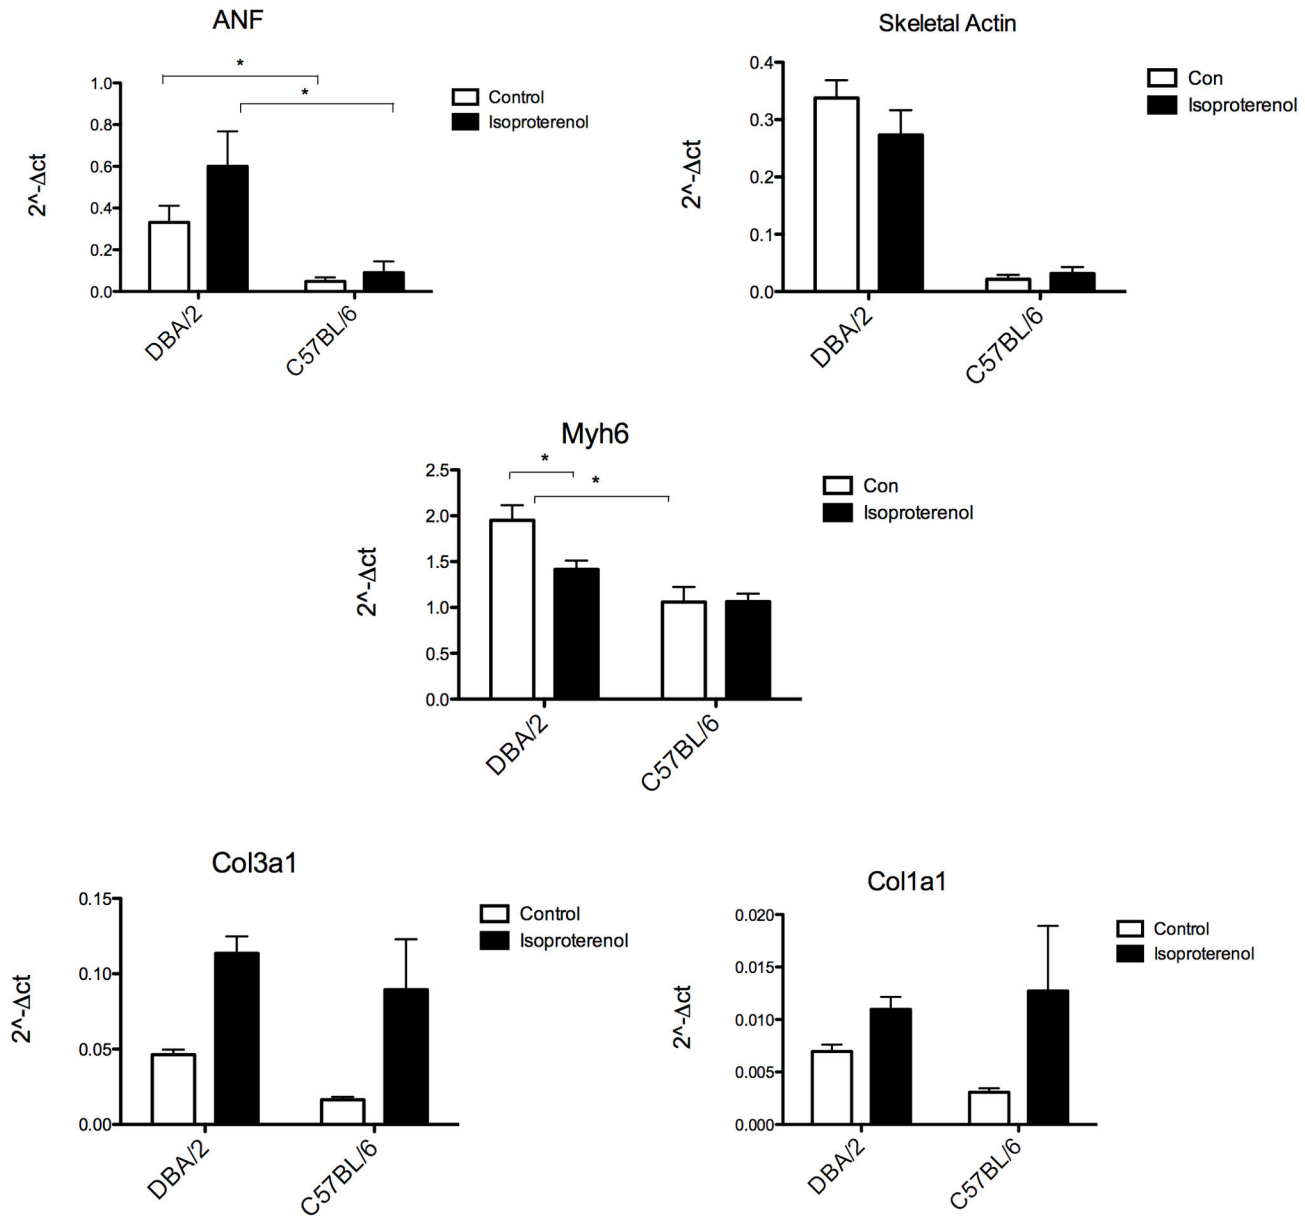 ANF
*
*
1.0
0.8
0.6
0.4
0.2
0.0
2^-Δct
DBA/2
C57BL/6
Control
Isoproterenol
Skeletal Actin
0.4
0.3
0.2
0.1
0.0
2^-Δct
DBA/2
C57BL/6
Con
Isoproterenol
Myh6
*
*
2.5
2.0
1.5
1.0
0.5
0.0
2^-Δct
DBA/2
C57BL/6
Con
Isoproterenol
Col3a1
0.15
0.10
0.05
0.00
2^-Δct
DBA/2
C57BL/6
Control
Isoproterenol
Col1a1
0.020
0.015
0.010
0.005
0.000
2^-Δct
DBA/2
C57BL/6
Control
Isoproterenol